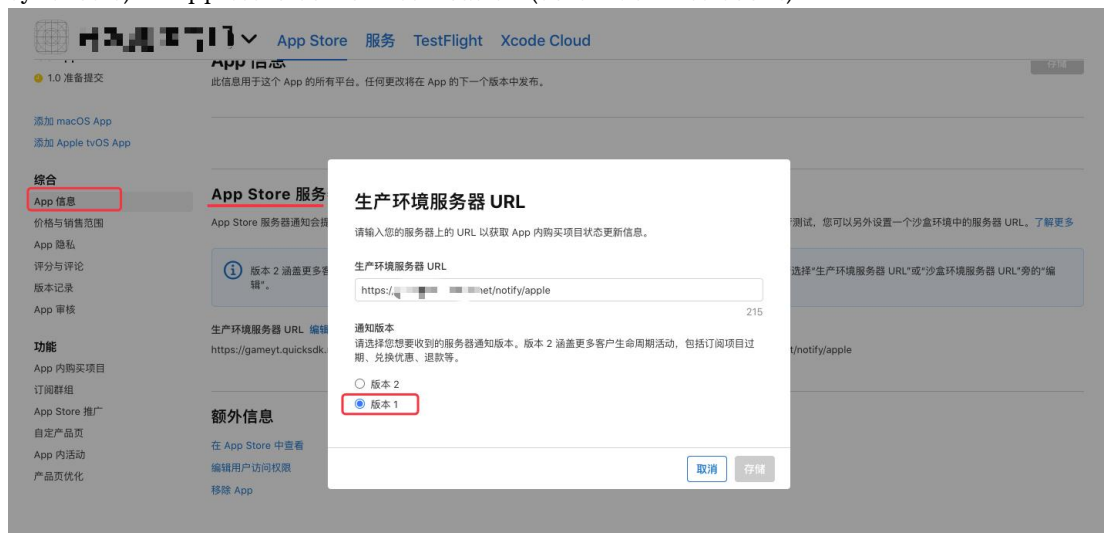 App Store 服务 TestFlight Xcode Cloud
1.0 准备提交
添加 macOS App
添加 Apple tvOS App
综合
App 信息
价格与销售范围
App 隐私
评分与评论
版本记录
App 审核
功能
App 内购买项目
订阅群组
App Store 推广
自定产品页
App 内活动
产品页优化
App 信息
存储
此信息用于这个 App 的所有平台。任何更改将在 App 的下一个版本中发布。
App Store 服务
App Store 服务器通知会提
测试，您可以另外设置一个沙盒环境中的服务器 URL。了解更多
版本 2 涵盖更多客
选择“生产环境服务器 URL”或“沙盒环境服务器 URL”旁的“编
辑”。
生产环境服务器 URL 编辑
https://gameyt.quicksdk.
t/notify/apple
额外信息
在 App Store 中查看
编辑用户访问权限
移除 App
生产环境服务器 URL
请输入您的服务器上的 URL 以获取 App 内购买项目状态更新信息。
生产环境服务器 URL
https:/ net/notify/apple
215
通知版本
请选择您想要收到的服务器通知版本。版本 2 涵盖更多客户生命周期活动，包括订阅项目过
期、兑换优惠、退款等。
版本 2
版本 1
取消 存储